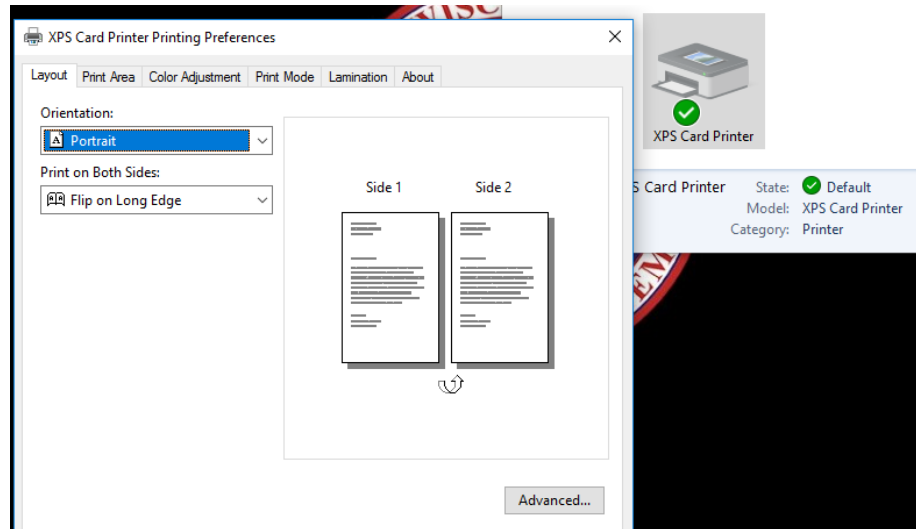 XPS Card Printer Printing Preferences
Layout Print Area Color Adjustment Print Mode Lamination About
Orientation:
Portrait
Print on Both Sides:
Flip on Long Edge
Side 1 Side 2
Advanced...
XPS Card Printer
S Card Printer State: Default
Model: XPS Card Printer
Category: Printer
VISC
EM